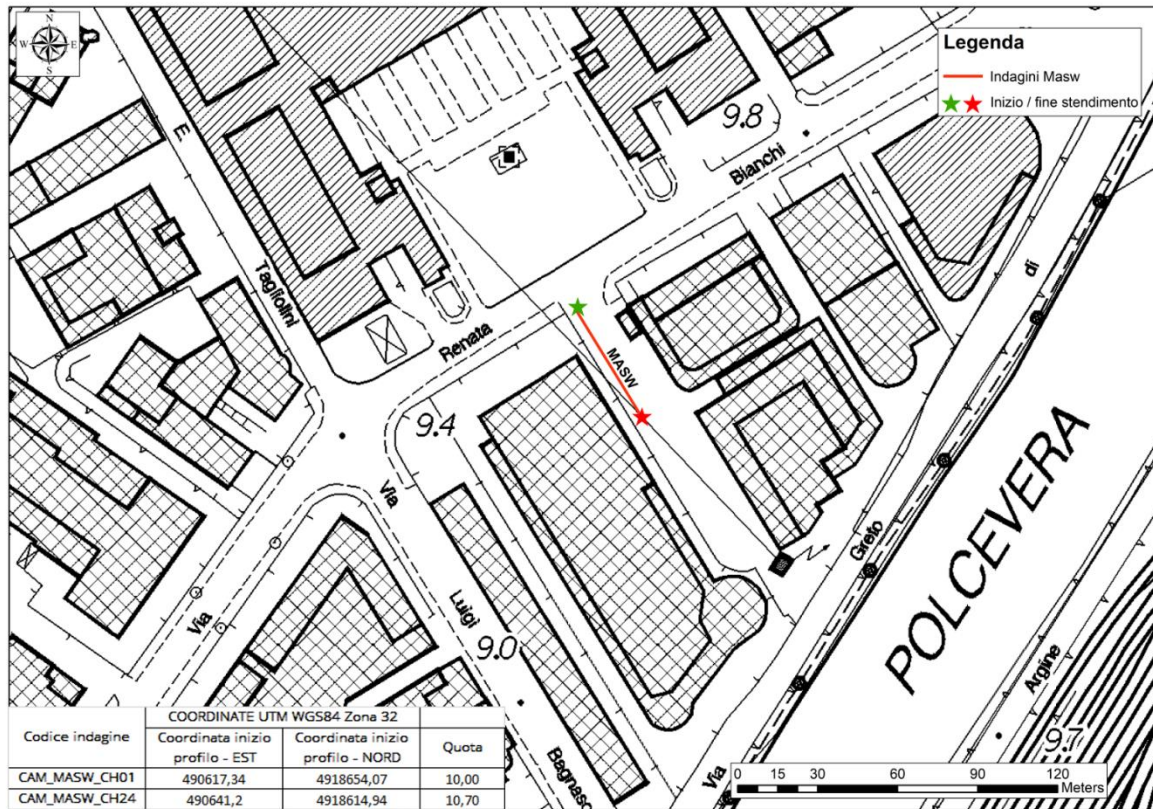 N
W E
S
Legenda
Indagini Masw
Inizio / fine stendimento
E
9.8
Bianchi
di
Tagliolini
Renata
MASW
9.4
POLCEVERA
Via
Greto
N
Luigi
Via
9.0
Argine
Bagnasco
Via
9.7
COORDINATE UTM WGS84 Zona 32
Codice indagine Coordinata inizio profilo - EST Coordinata inizio profilo - NORD Quota
CAM_MASW_CH01 490617,34 4918654,07 10,00
CAM_MASW_CH24 490641,2 4918614,94 10,70
0 15 30 60 90 120 Meters